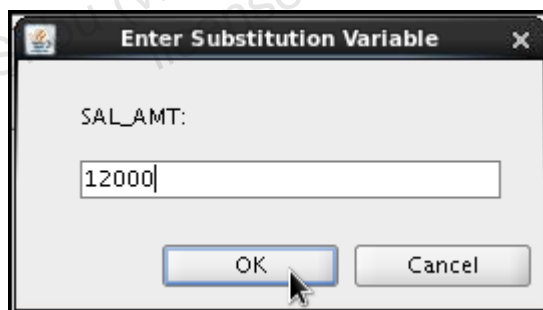 Enter Substitution Variable
SAL_AMT:
12000
OK
Cancel